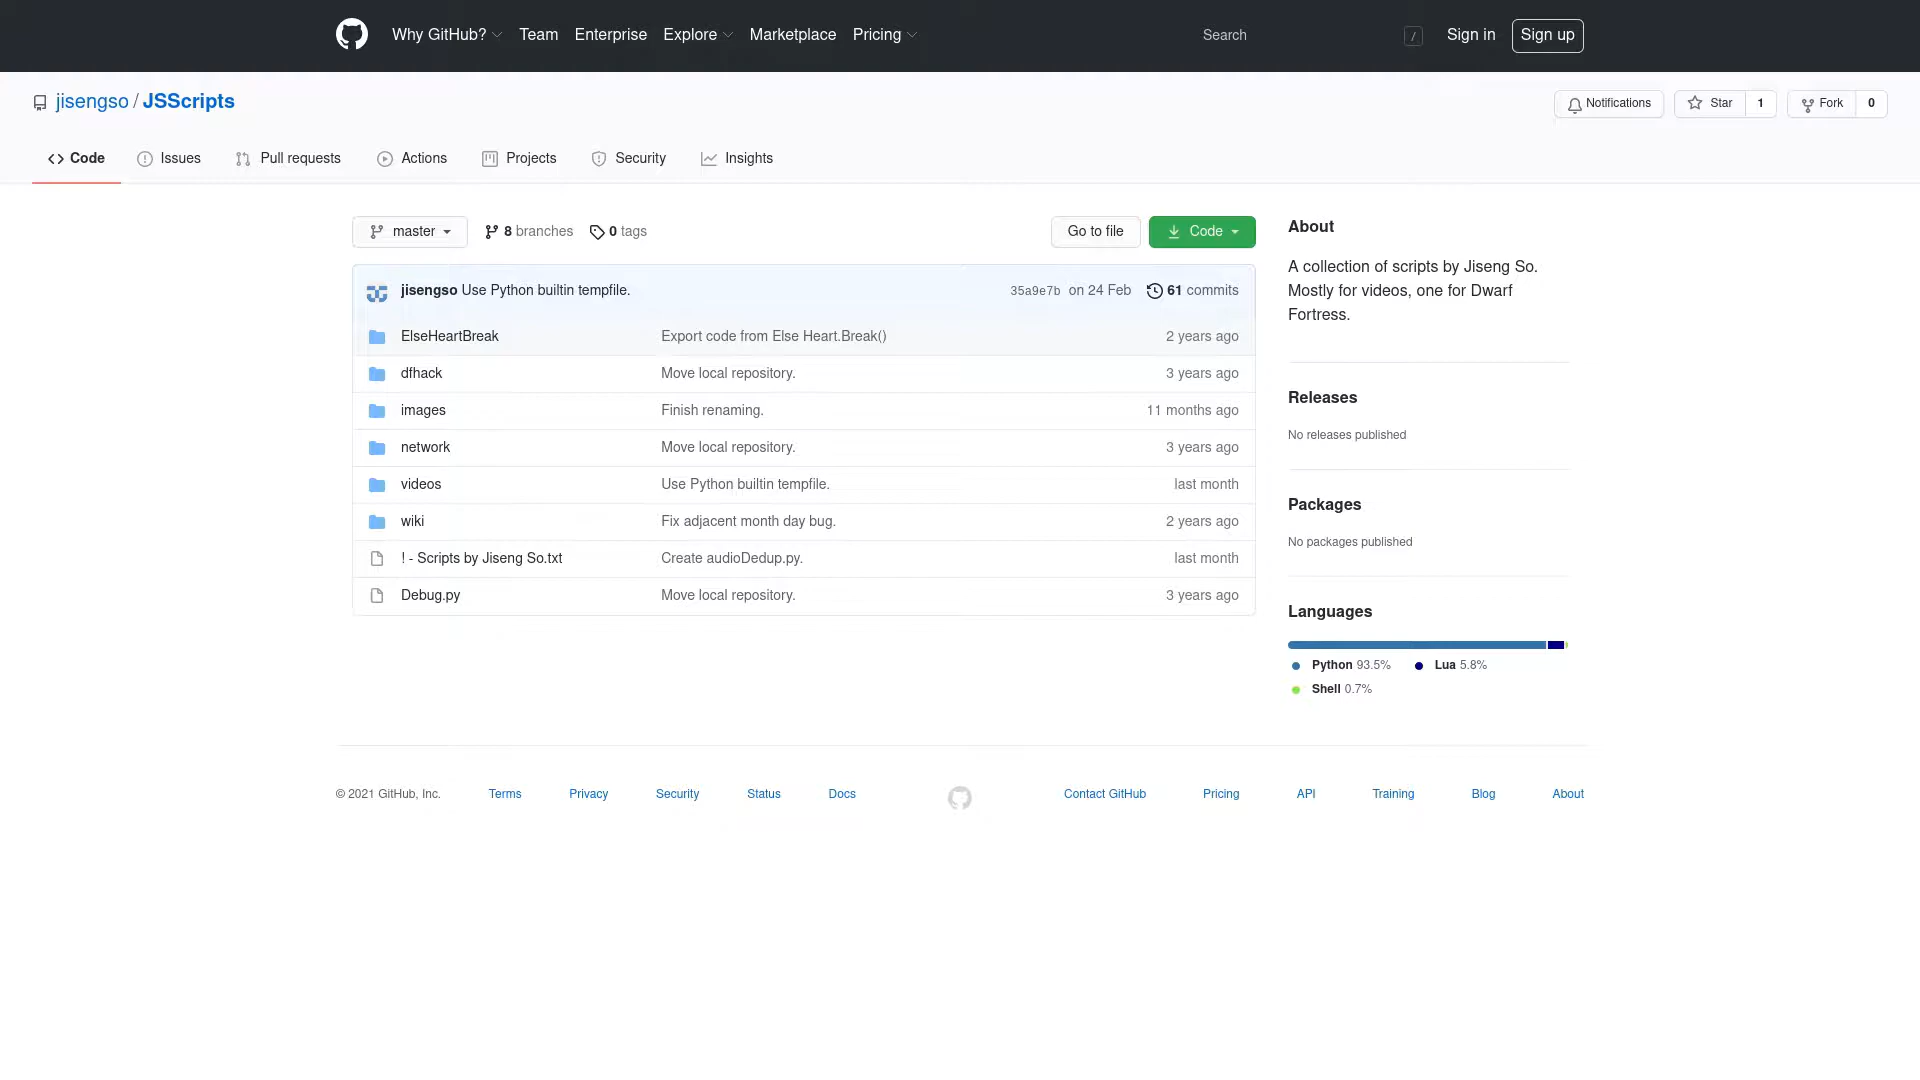 Why GitHub? Team Enterprise Explore Marketplace Pricing Search / Sign in Sign up
jisengso / JSScripts Notifications Star 1 Fork 0
Code Issues Pull requests Actions Projects Security Insights
master 8 branches 0 tags Go to file Code
jisengso Use Python builtin tempfile. 35a9e7b on 24 Feb 61 commits
ElseHeartBreak Export code from Else Heart.Break() 2 years ago
dfhack Move local repository. 3 years ago
images Finish renaming. 11 months ago
network Move local repository. 3 years ago
videos Use Python builtin tempfile. last month
wiki Fix adjacent month day bug. 2 years ago
! - Scripts by Jiseng So.txt Create audioDedup.py. last month
Debug.py Move local repository. 3 years ago
About
A collection of scripts by Jiseng So.
Mostly for videos, one for Dwarf
Fortress.
Releases
No releases published
Packages
No packages published
Languages
Python 93.5% Lua 5.8%
Shell 0.7%
© 2021 GitHub, Inc. Terms Privacy Security Status Docs Contact GitHub Pricing API Training Blog About